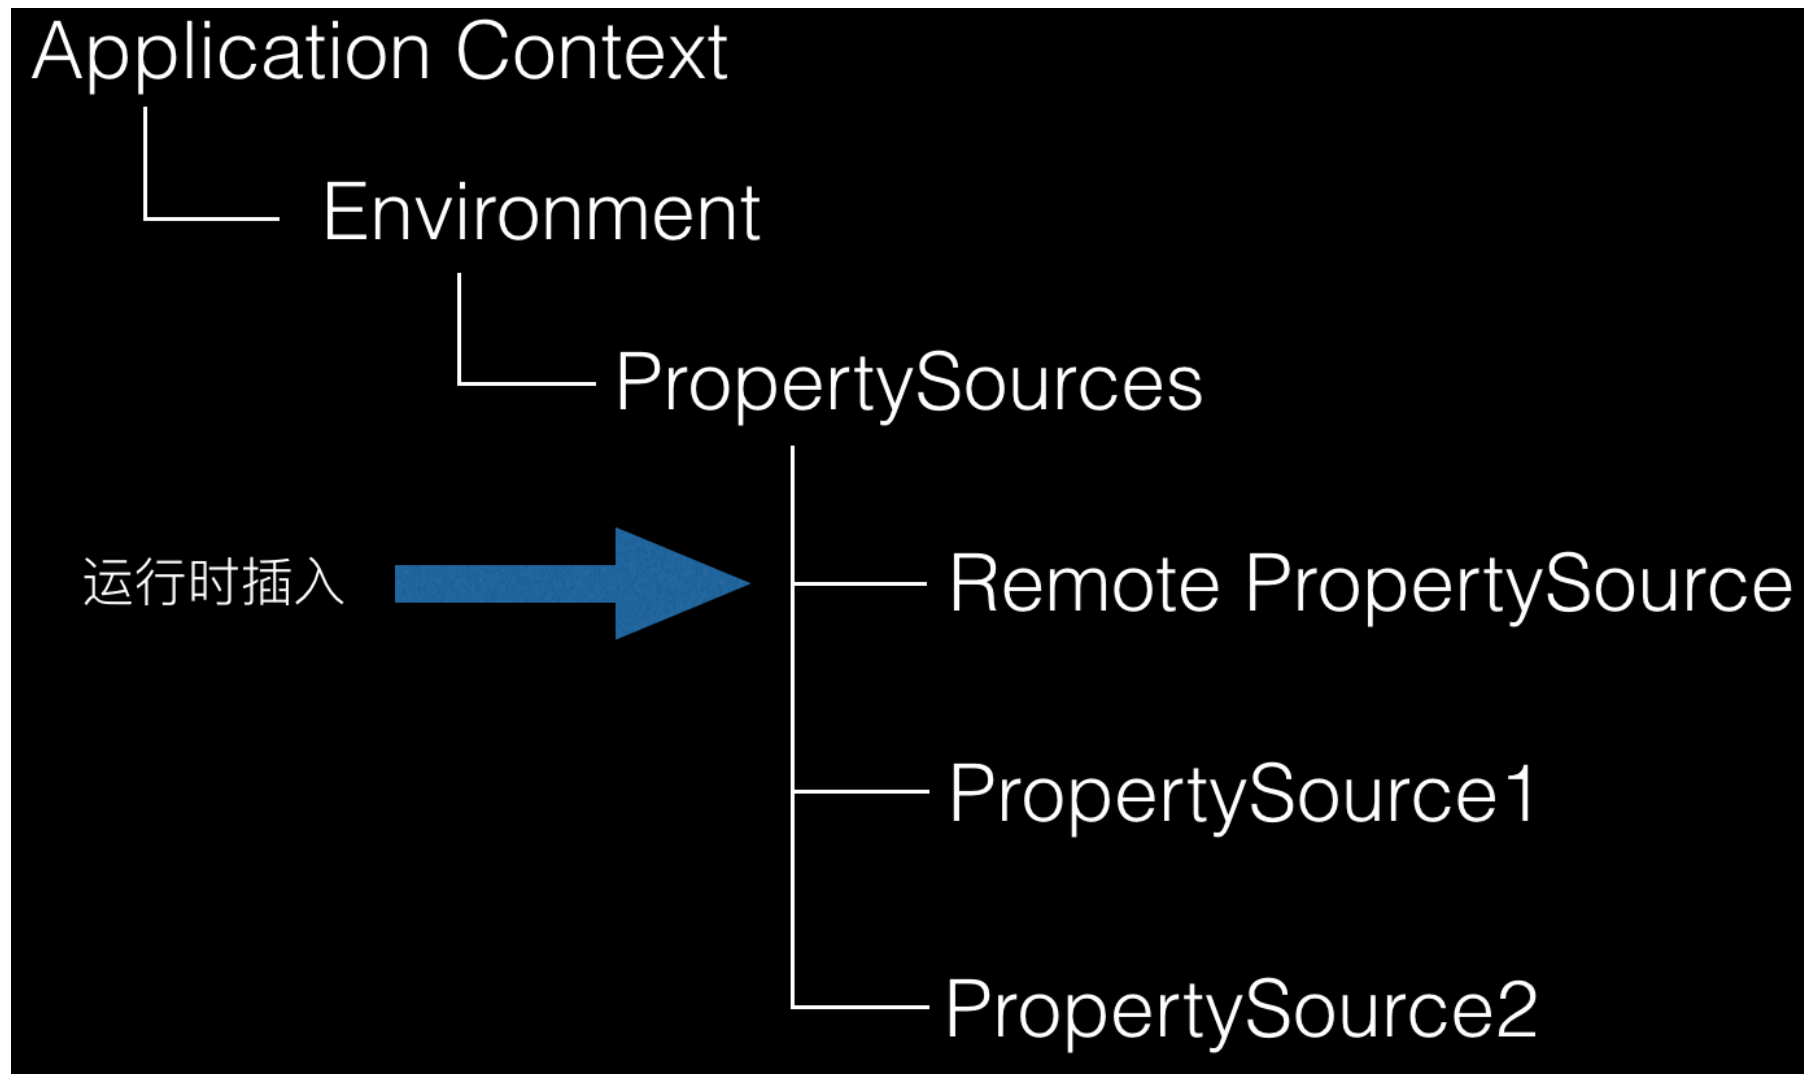 Application Context
Environment
PropertySources
运行时插入
Remote PropertySource
PropertySource1
PropertySource2